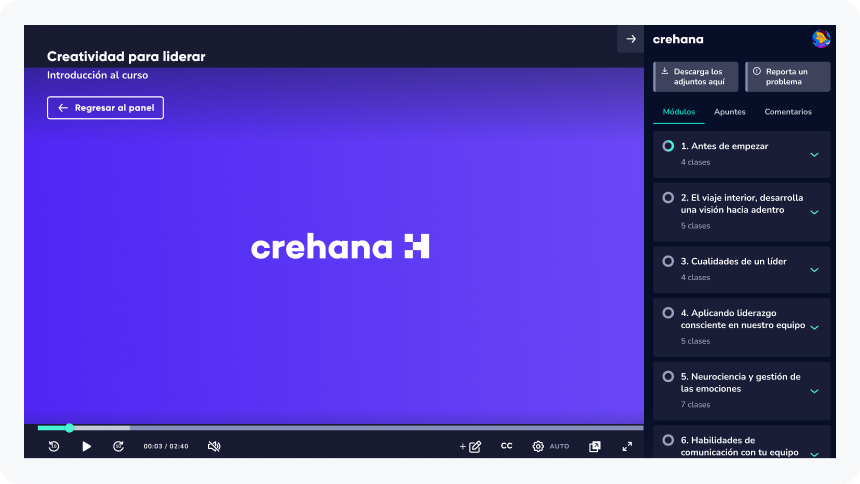 Creatividad para liderar
Introducción al curso
Regresar al panel
crehana
00:03 / 02:40
CC
AUTO
crehana
Descarga los
adjuntos aquí
Reporta un
problema
Módulos
Apuntes
Comentarios
1. Antes de empezar
4 clases
2. El viaje interior, desarrolla
una visión hacia adentro
5 clases
3. Cualidades de un líder
4 clases
4. Aplicando liderazgo
consciente en nuestro equipo
5 clases
5. Neurociencia y gestión de
las emociones
7 clases
6. Habilidades de
comunicación con tu equipo